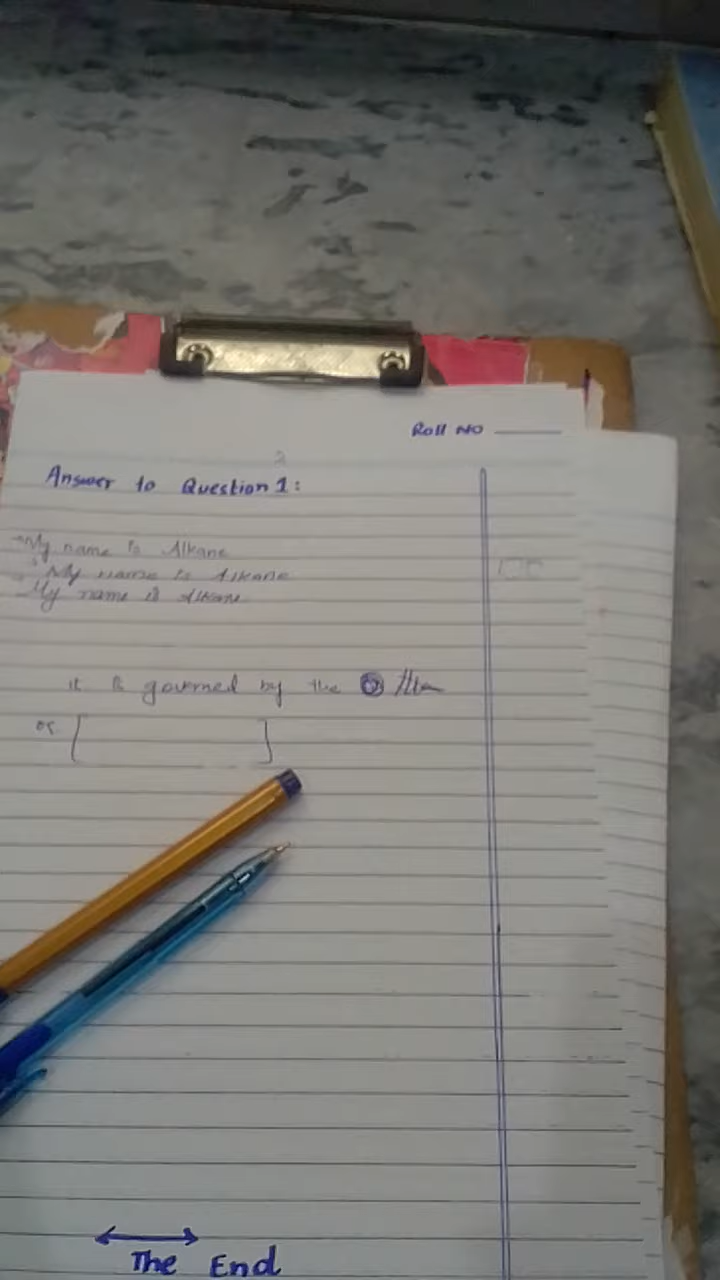 Roll NO
Answer to Question 1:
My name is Alkane
My name is Alkane
My name is Alkane
it is governed by the
or [ ]
The End